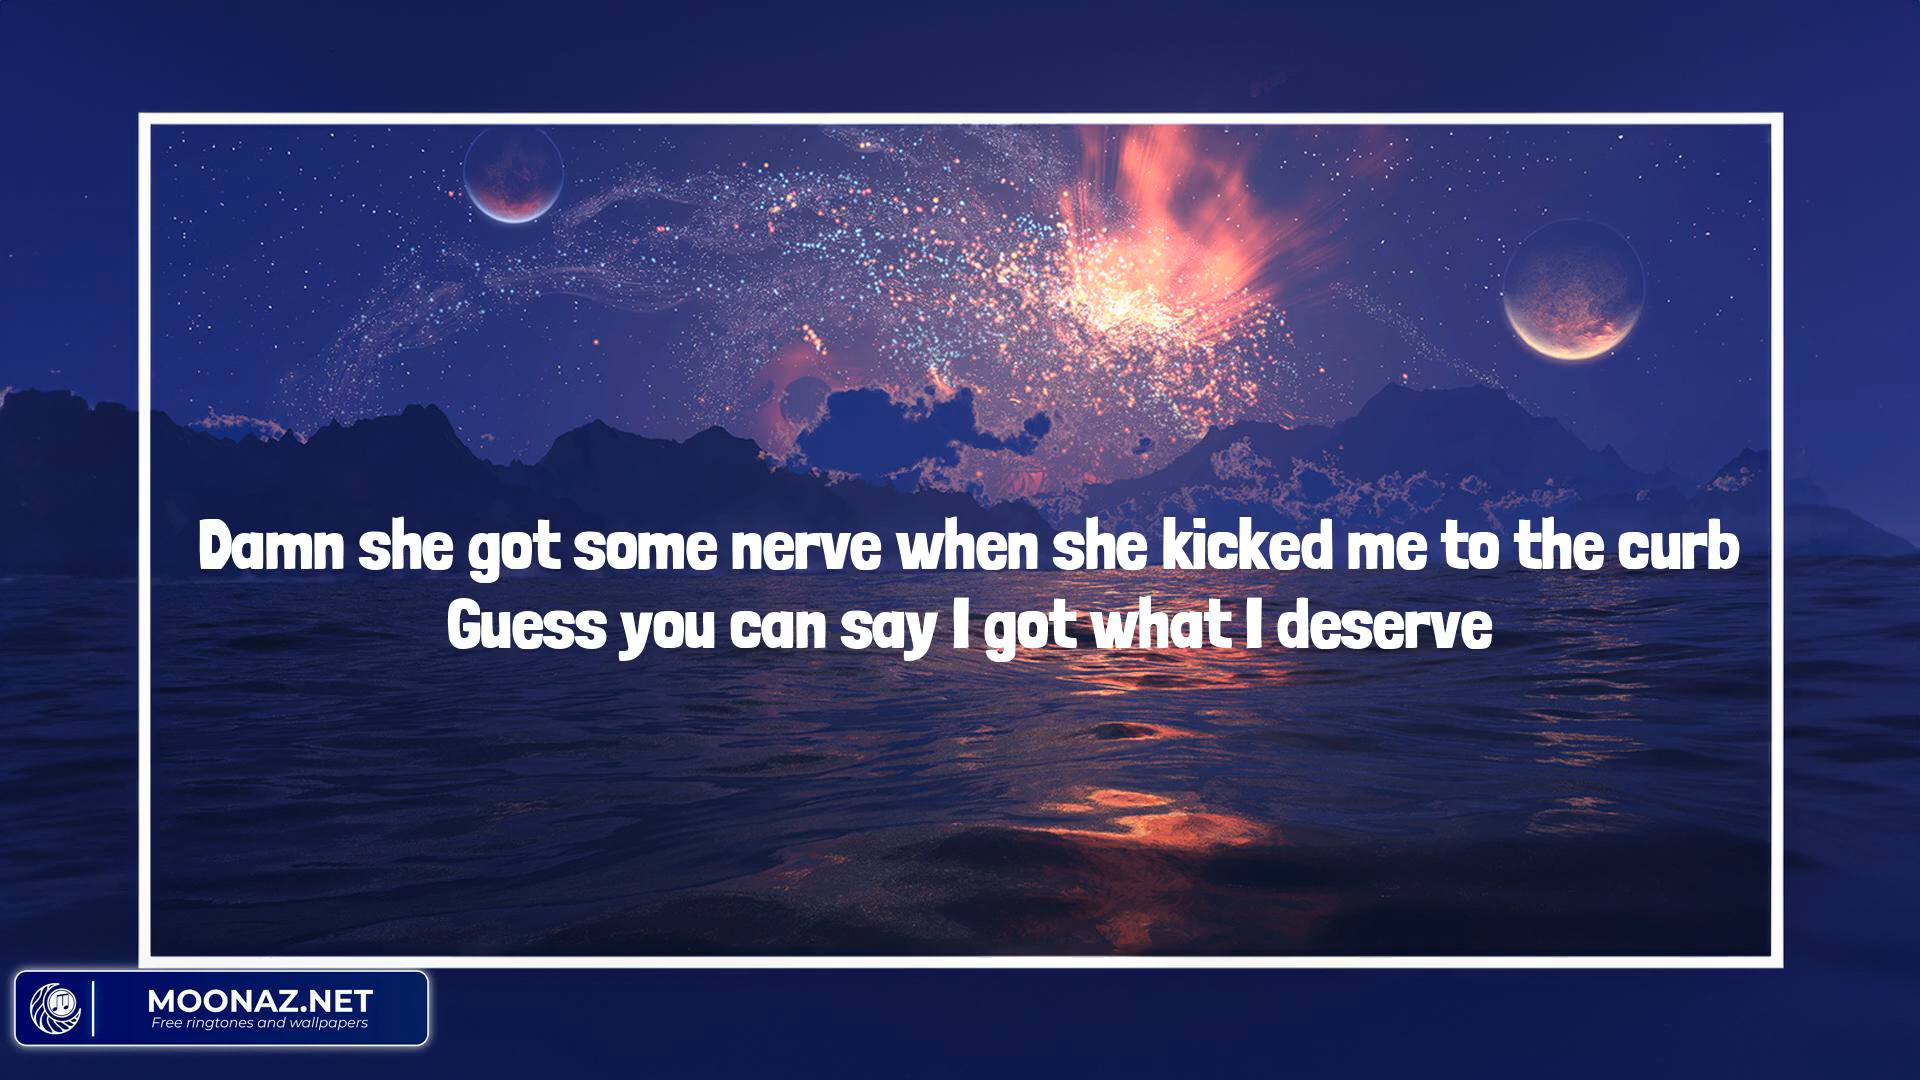 Damn she got some nerve when she kicked me to the curb
Guess you can say I got what I deserve
MOONAZ.NET
Free ringtones and wallpapers